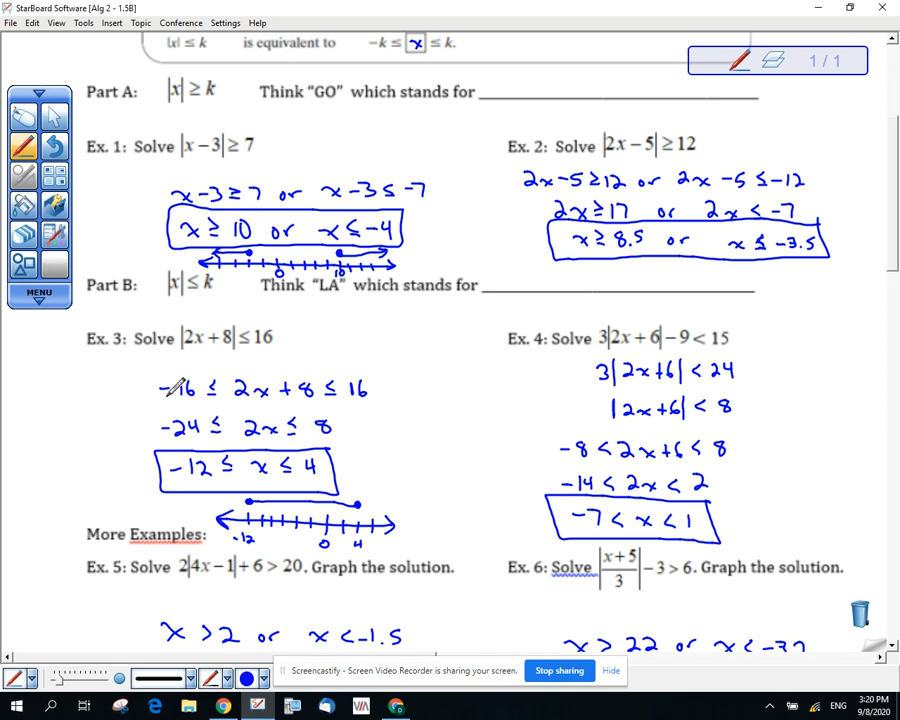 StarBoard Software [Alg 2 - 1.5B]
File Edit View Tools Insert Topic Conference Settings Help
|x| ≤ k is equivalent to −k ≤ x ≤ k.
1 / 1
Part A: |x| ≥ k Think "GO" which stands for
Ex. 1: Solve |x − 3| ≥ 7
Ex. 2: Solve |2x − 5| ≥ 12
x-3≥7 or x-3≤-7
2x-5≥12 or 2x-5≤-12
2x≥17 or 2x<-7
x≥10 or x≤-4
x≥8.5 or x≤-3.5
0 10
Part B: |x| ≤ k Think "LA" which stands for
MENU
Ex. 3: Solve |2x + 8| ≤ 16
Ex. 4: Solve 3|2x + 6| − 9 < 15
3|2x+6| < 24
-16 ≤ 2x+8 ≤ 16
|2x+6| < 8
-24 ≤ 2x ≤ 8
-8 < 2x+6 < 8
-12 ≤ x ≤ 4
-14 < 2x < 2
-7 < x < 1
-12 0 4
More Examples:
Ex. 5: Solve 2|4x − 1| + 6 > 20. Graph the solution.
Ex. 6: Solve |x + 5 / 3| − 3 > 6. Graph the solution.
x > 2 or x < -1.5
x > 22 or x < -32
Screencastify - Screen Video Recorder is sharing your screen. Stop sharing Hide
VIA
ENG
3:20 PM
9/8/2020